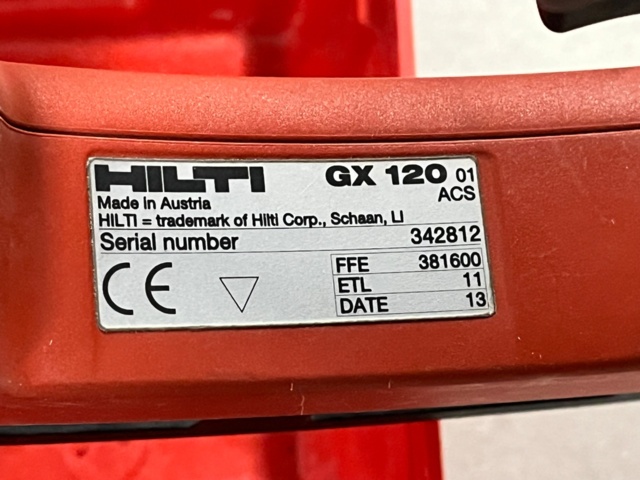 HILTI GX 120 01
Made in Austria ACS
HILTI = trademark of Hilti Corp., Schaan, LI
Serial number 342812
CE
FFE 381600
ETL 11
DATE 13